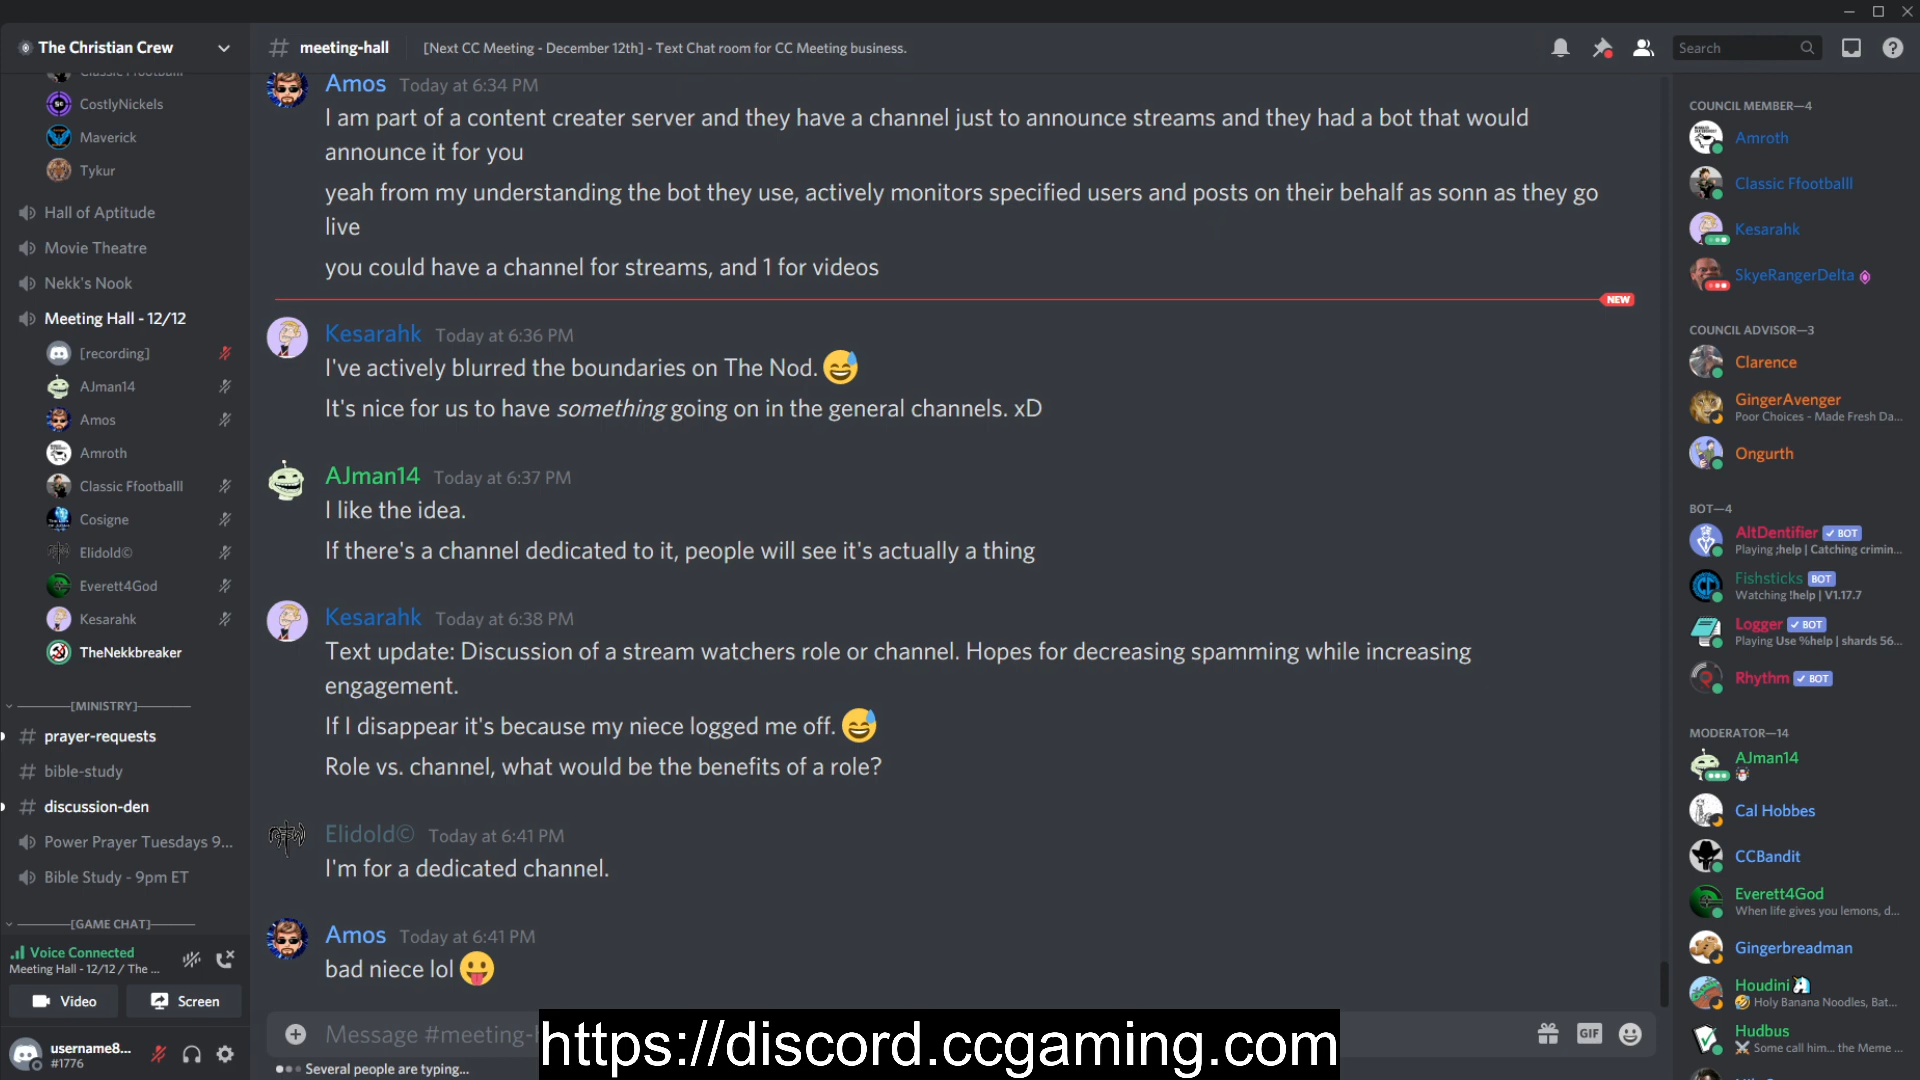 The Christian Crew
meeting-hall
[Next CC Meeting - December 12th] - Text Chat room for CC Meeting business.
Search
Classic Ffootballl
CostlyNickels
Maverick
Tykur
Hall of Aptitude
Movie Theatre
Nekk's Nook
Meeting Hall - 12/12
[recording]
AJman14
Amos
Amroth
Classic Ffootballl
Cosigne
Elidold©
Everett4God
Kesarahk
TheNekkbreaker
[MINISTRY]
prayer-requests
bible-study
discussion-den
Power Prayer Tuesdays 9...
Bible Study - 9pm ET
[GAME CHAT]
Voice Connected
Meeting Hall - 12/12 / The ...
Video
Screen
username8...
#1776
Amos Today at 6:34 PM
I am part of a content creater server and they have a channel just to announce streams and they had a bot that would
announce it for you
yeah from my understanding the bot they use, actively monitors specified users and posts on their behalf as sonn as they go
live
you could have a channel for streams, and 1 for videos
NEW
Kesarahk Today at 6:36 PM
I've actively blurred the boundaries on The Nod. 😅
It's nice for us to have something going on in the general channels. xD
AJman14 Today at 6:37 PM
I like the idea.
If there's a channel dedicated to it, people will see it's actually a thing
Kesarahk Today at 6:38 PM
Text update: Discussion of a stream watchers role or channel. Hopes for decreasing spamming while increasing
engagement.
If I disappear it's because my niece logged me off. 😅
Role vs. channel, what would be the benefits of a role?
Elidold© Today at 6:41 PM
I'm for a dedicated channel.
Amos Today at 6:41 PM
bad niece lol 😛
Message #meeting-
GIF
https://discord.ccgaming.com
Several people are typing...
COUNCIL MEMBER—4
Amroth
Classic Ffootballl
Kesarahk
SkyeRangerDelta
COUNCIL ADVISOR—3
Clarence
GingerAvenger
Poor Choices - Made Fresh Da...
Ongurth
BOT—4
AltDentifier ✓ BOT
Playing ;help | Catching crimin...
Fishsticks BOT
Watching !help | V1.17.7
Logger ✓ BOT
Playing Use %help | shards 56...
Rhythm ✓ BOT
MODERATOR—14
AJman14
Cal Hobbes
CCBandit
Everett4God
When life gives you lemons, d...
Gingerbreadman
Houdini🦄
🤣 Holy Banana Noodles, Bat...
Hudbus
⚔ Some call him... the Meme ...